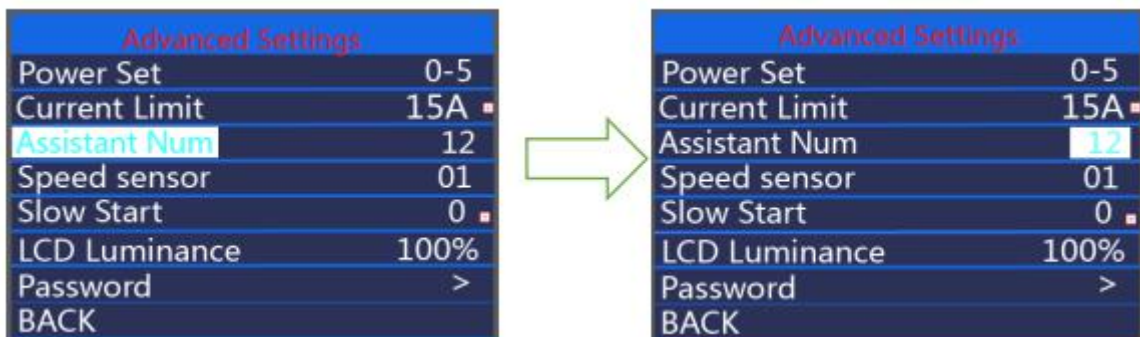 Advanced Settings
Power Set 0-5
Current Limit 15A
Assistant Num 12
Speed sensor 01
Slow Start 0
LCD Luminance 100%
Password >
BACK
Advanced Settings
Power Set 0-5
Current Limit 15A
Assistant Num 12
Speed sensor 01
Slow Start 0
LCD Luminance 100%
Password >
BACK